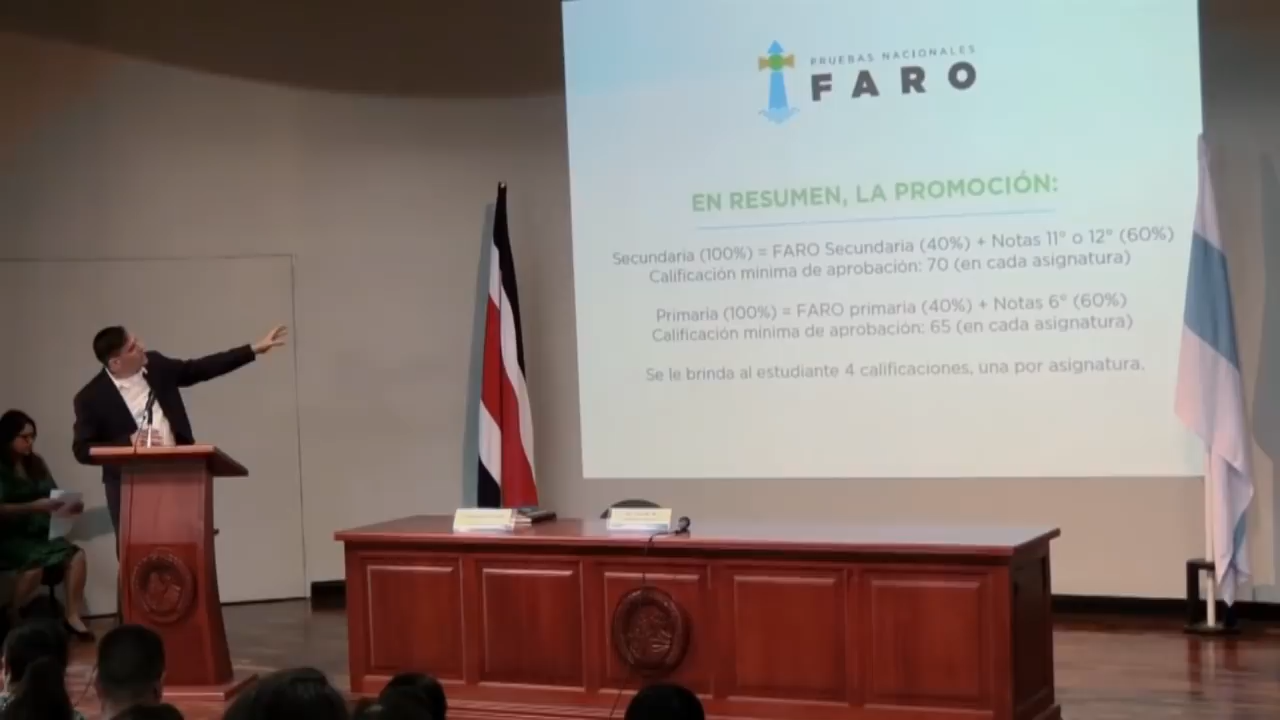 PRUEBAS NACIONALES
FARO
EN RESUMEN, LA PROMOCIÓN:
Secundaria (100%) = FARO Secundaria (40%) + Notas 11° o 12° (60%)
Calificación mínima de aprobación: 70 (en cada asignatura)
Primaria (100%) = FARO primaria (40%) + Notas 6° (60%)
Calificación mínima de aprobación: 65 (en cada asignatura)
Se le brinda al estudiante 4 calificaciones, una por asignatura.